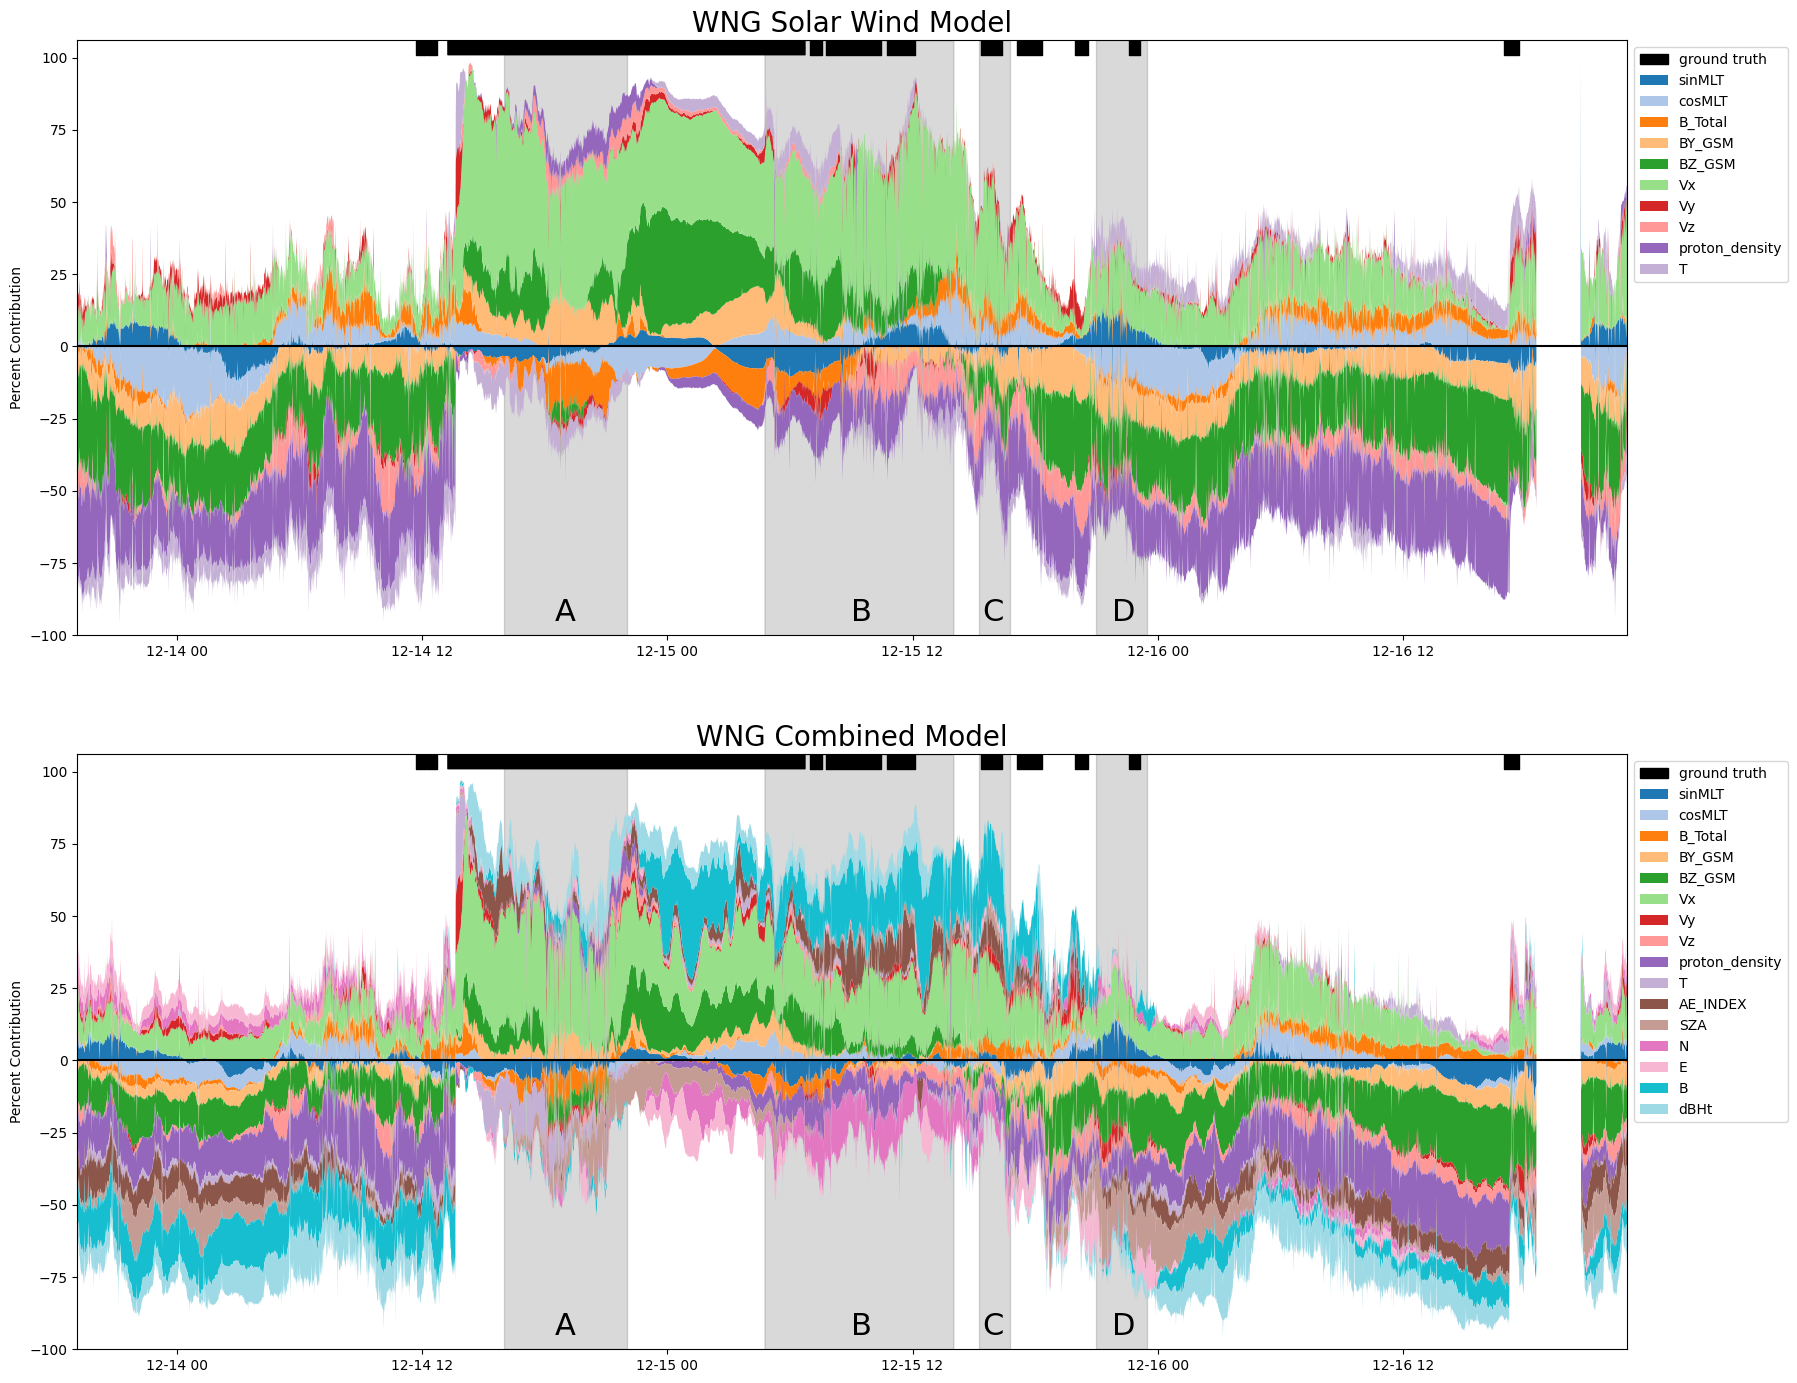 WNG Solar Wind Model
Percent Contribution
100
75
50
25
0
−25
−50
−75
−100
A
B
C
D
12-14 00
12-14 12
12-15 00
12-15 12
12-16 00
12-16 12
ground truth
sinMLT
cosMLT
B_Total
BY_GSM
BZ_GSM
Vx
Vy
Vz
proton_density
T
WNG Combined Model
Percent Contribution
100
75
50
25
0
−25
−50
−75
−100
A
B
C
D
12-14 00
12-14 12
12-15 00
12-15 12
12-16 00
12-16 12
ground truth
sinMLT
cosMLT
B_Total
BY_GSM
BZ_GSM
Vx
Vy
Vz
proton_density
T
AE_INDEX
SZA
N
E
B
dBHt